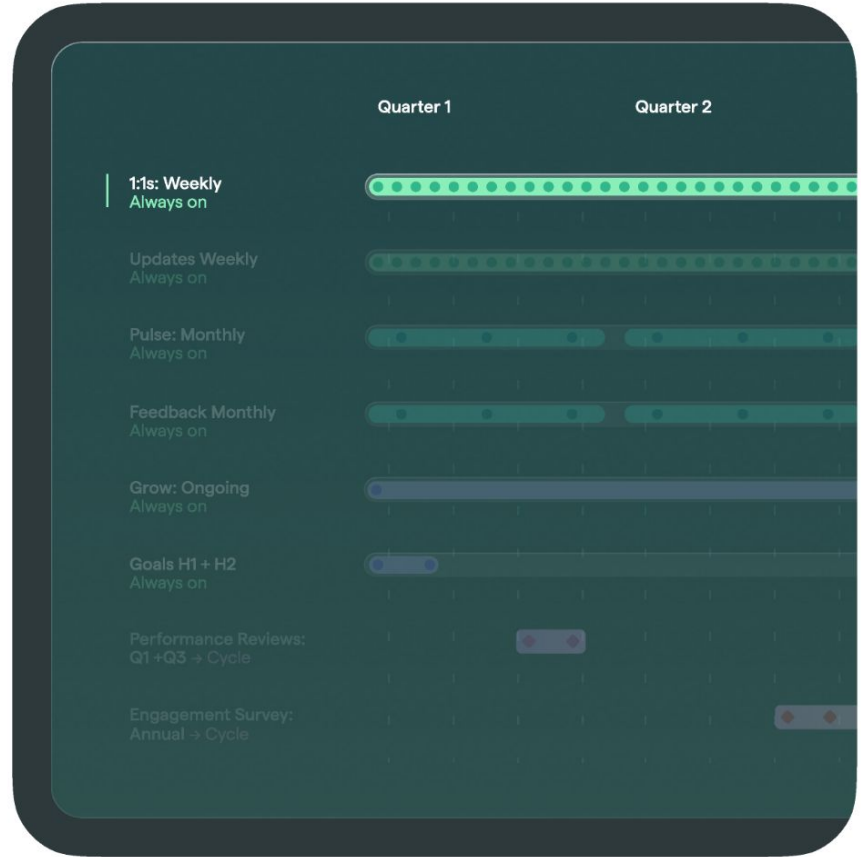 Quarter 1
Quarter 2
1:1s: Weekly
Always on
Updates Weekly
Always on
Pulse: Monthly
Always on
Feedback Monthly
Always on
Grow: Ongoing
Always on
Goals H1 + H2
Always on
Performance Reviews:
Q1 +Q3 → Cycle
Engagement Survey:
Annual → Cycle